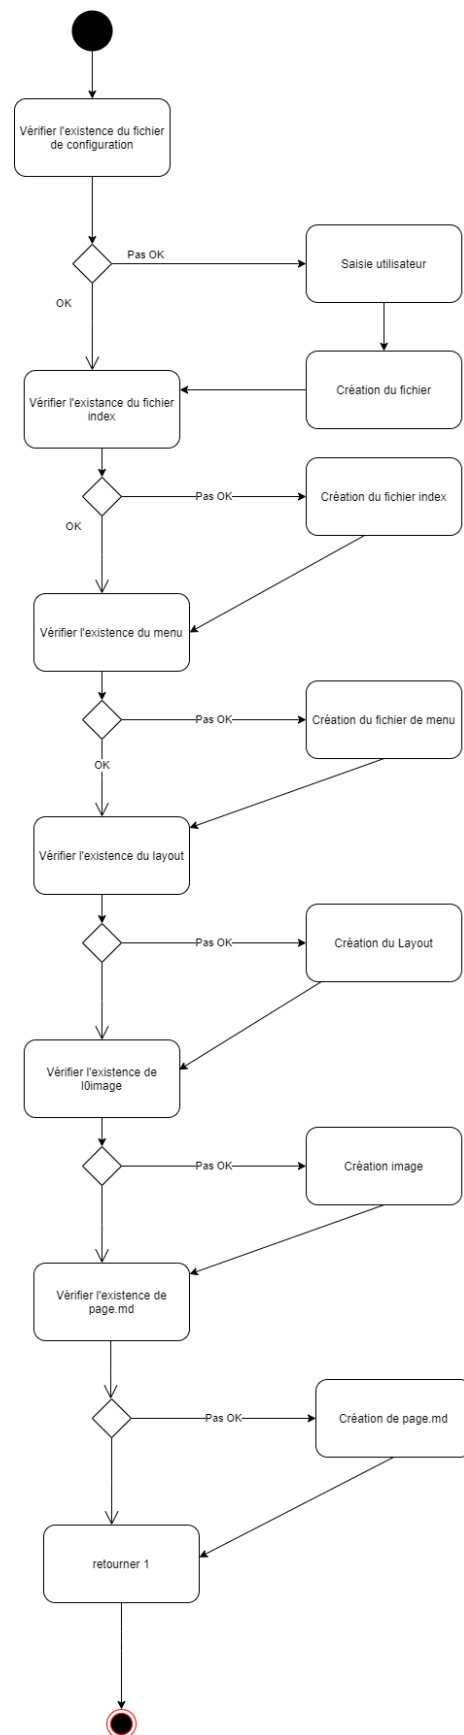 Vérifier l'existence du fichier
de configuration
Pas OK
Saisie utilisateur
OK
Création du fichier
Vérifier l'existance du fichier
index
Pas OK
Création du fichier index
OK
Vérifier l'existence du menu
Pas OK
Création du fichier de menu
OK
Vérifier l'existence du layout
Pas OK
Création du Layout
Vérifier l'existence de
l0image
Pas OK
Création image
Vérifier l'existence de
page.md
Pas OK
Création de page.md
retourner 1